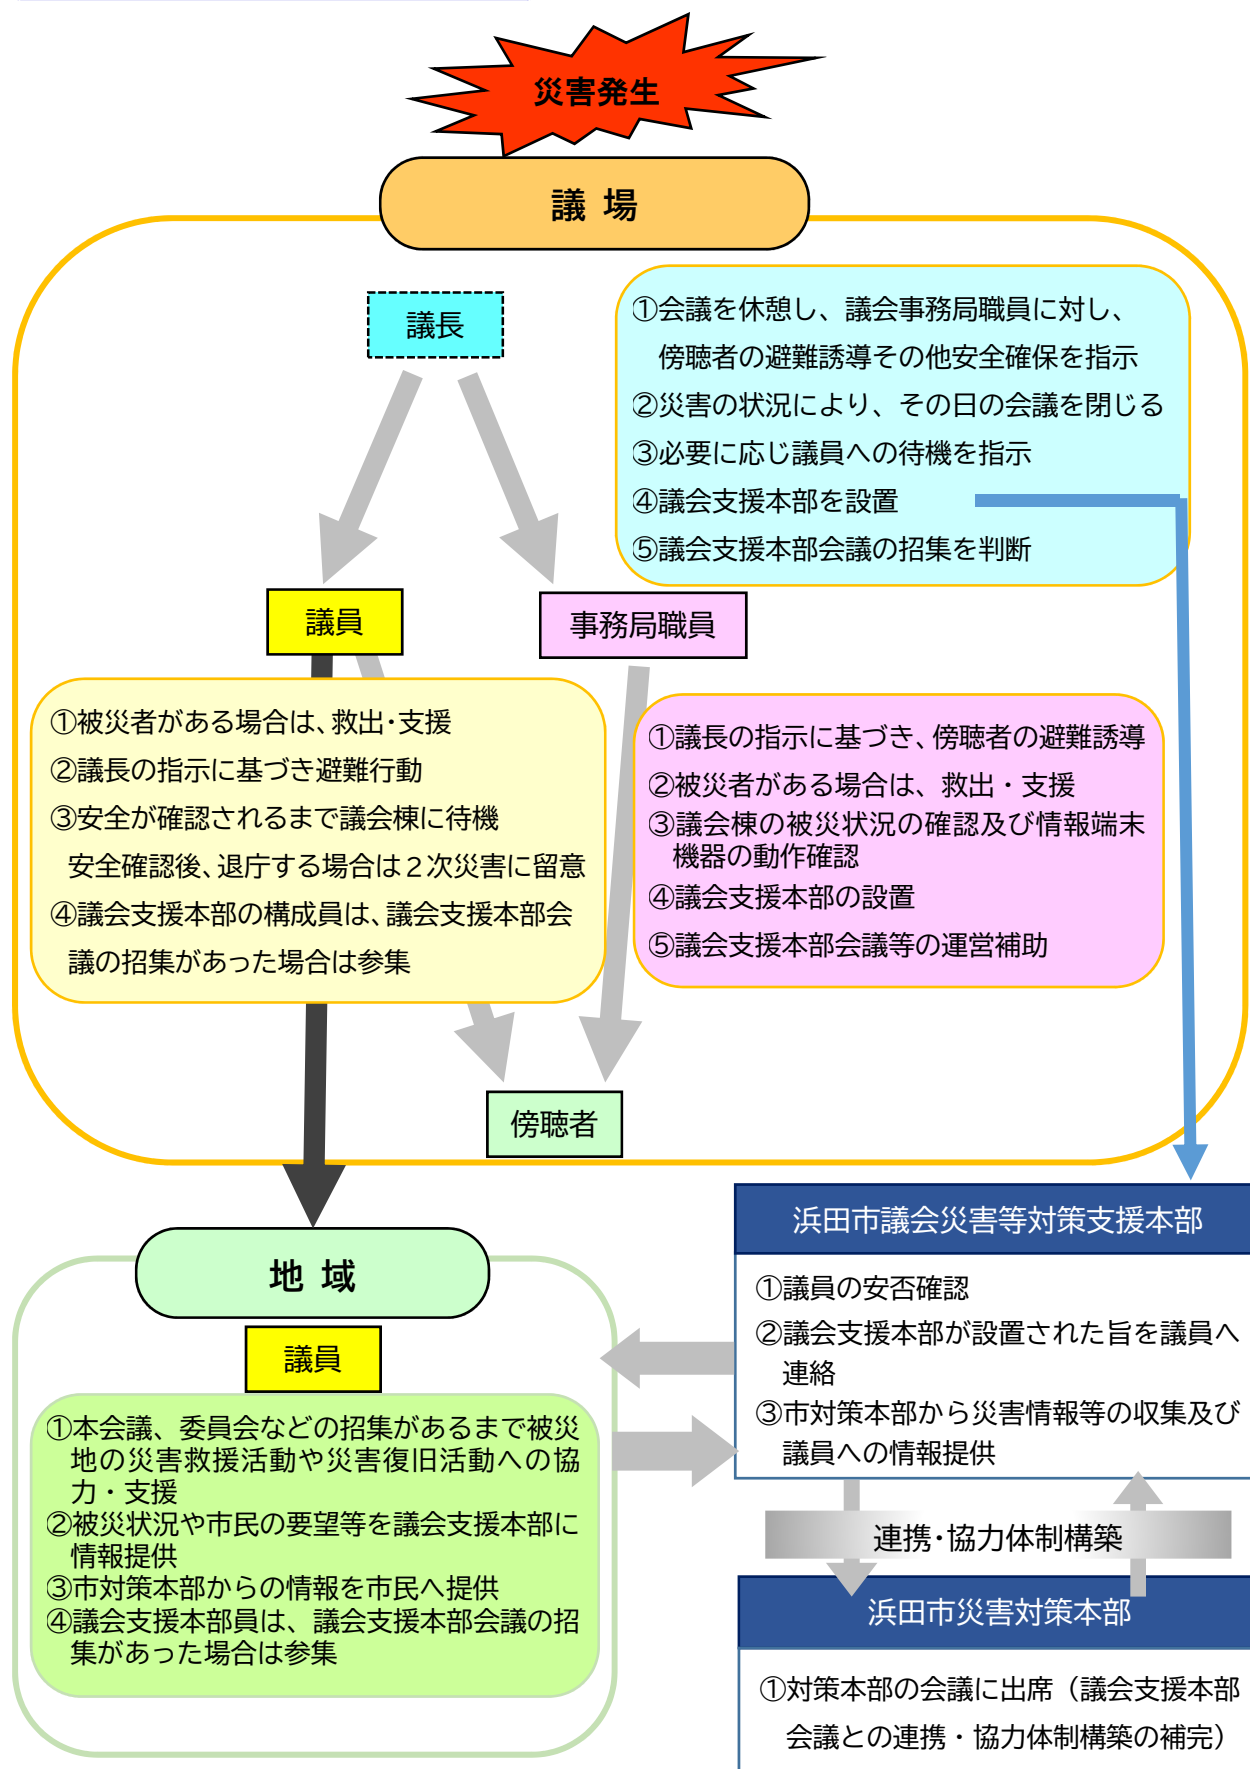 災害発生
議 場
議長
①会議を休憩し、議会事務局職員に対し、
傍聴者の避難誘導その他安全確保を指示
②災害の状況により、その日の会議を閉じる
③必要に応じ議員への待機を指示
④議会支援本部を設置
⑤議会支援本部会議の招集を判断
議員
事務局職員
①被災者がある場合は、救出・支援
②議長の指示に基づき避難行動
③安全が確認されるまで議会棟に待機
安全確認後、退庁する場合は２次災害に留意
④議会支援本部の構成員は、議会支援本部会
議の招集があった場合は参集
①議長の指示に基づき、傍聴者の避難誘導
②被災者がある場合は、救出・支援
③議会棟の被災状況の確認及び情報端末
機器の動作確認
④議会支援本部の設置
⑤議会支援本部会議等の運営補助
傍聴者
地 域
議員
①本会議、委員会などの招集があるまで被災
地の災害救援活動や災害復旧活動への協
力・支援
②被災状況や市民の要望等を議会支援本部に
情報提供
③市対策本部からの情報を市民へ提供
④議会支援本部員は、議会支援本部会議の招
集があった場合は参集
浜田市議会災害等対策支援本部
①議員の安否確認
②議会支援本部が設置された旨を議員へ
連絡
③市対策本部から災害情報等の収集及び
議員への情報提供
連携・協力体制構築
浜田市災害対策本部
①対策本部の会議に出席（議会支援本部
会議との連携・協力体制構築の補完）